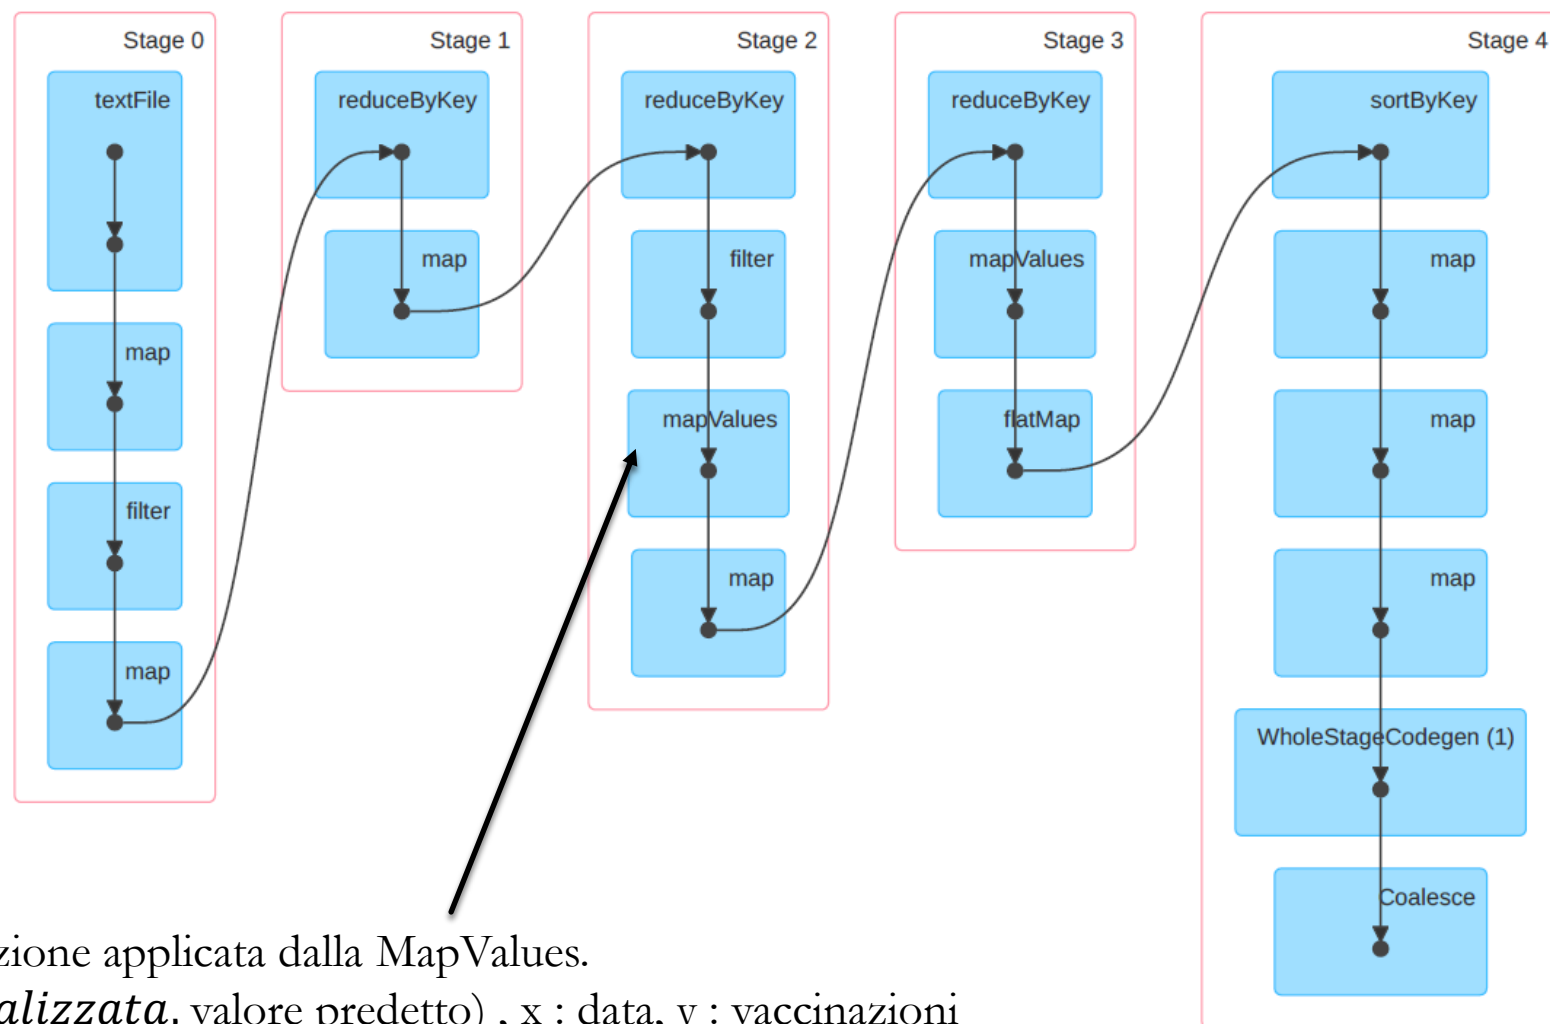 Stage 0
textFile
map
filter
map
Stage 1
reduceByKey
map
Stage 2
reduceByKey
filter
mapValues
map
Stage 3
reduceByKey
mapValues
flatMap
Stage 4
sortByKey
map
map
map
WholeStageCodegen (1)
Coalesce
zione applicata dalla MapValues.
alizzata, valore predetto) , x : data, y : vaccinazioni